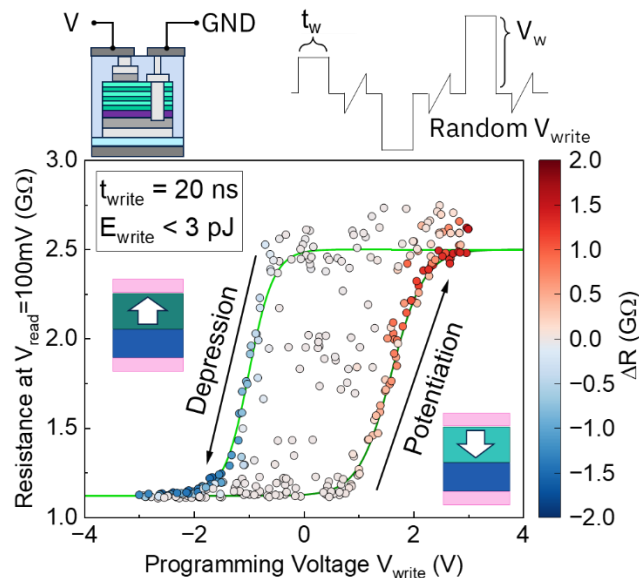 V
GND
t_w
V_w
Random V_write
t_write = 20 ns
E_write < 3 pJ
Depression
Potentiation
3.0
2.5
2.0
1.5
1.0
−4
−2
0
2
4
Resistance at V_read=100mV (GΩ)
Programming Voltage V_write (V)
2.0
1.5
1.0
0.5
0.0
−0.5
−1.0
−1.5
−2.0
ΔR (GΩ)